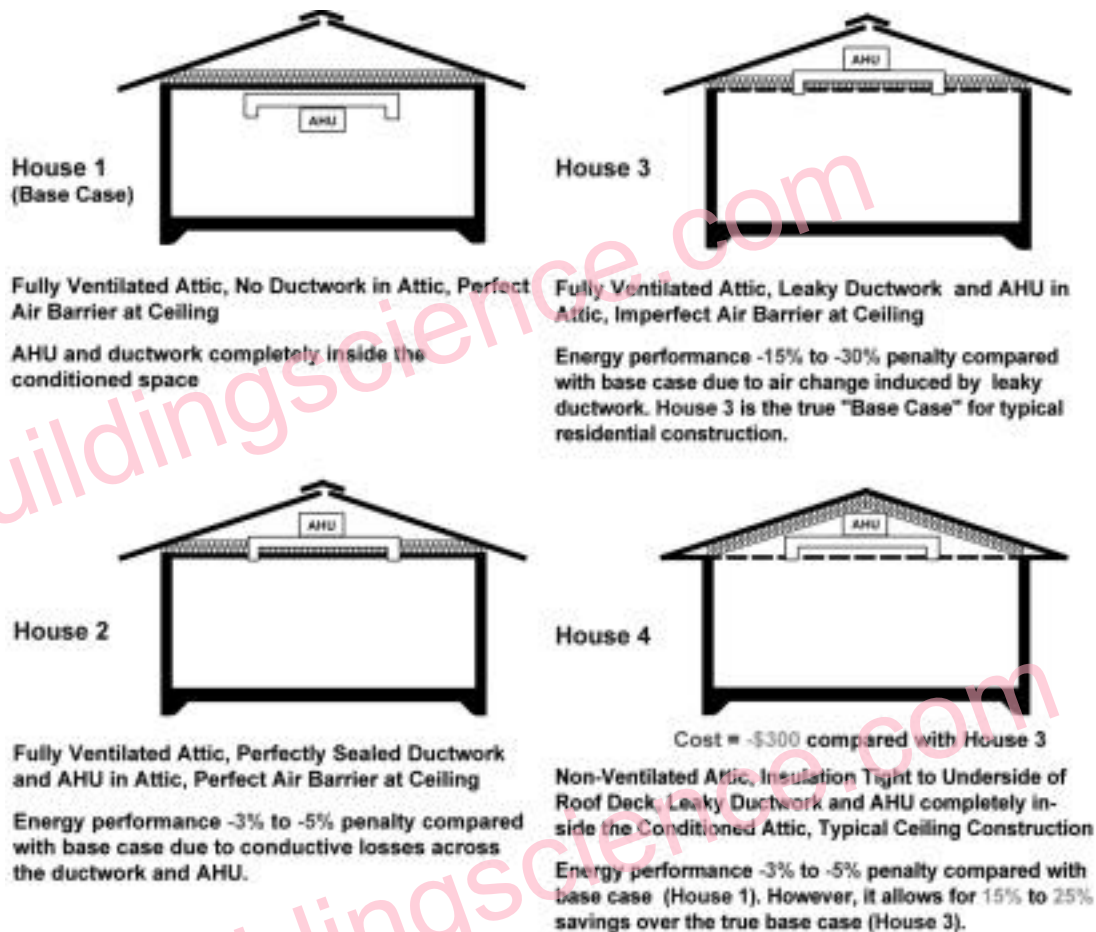 AHU
House 1
(Base Case)
Fully Ventilated Attic, No Ductwork in Attic, Perfect
Air Barrier at Ceiling
AHU and ductwork completely inside the
conditioned space
AHU
House 3
Fully Ventilated Attic, Leaky Ductwork and AHU in
Attic, Imperfect Air Barrier at Ceiling
Energy performance -15% to -30% penalty compared
with base case due to air change induced by leaky
ductwork. House 3 is the true "Base Case" for typical
residential construction.
AHU
House 2
Fully Ventilated Attic, Perfectly Sealed Ductwork
and AHU in Attic, Perfect Air Barrier at Ceiling
Energy performance -3% to -5% penalty compared
with base case due to conductive losses across
the ductwork and AHU.
AHU
House 4
Cost = -$300 compared with House 3
Non-Ventilated Attic, Insulation Tight to Underside of
Roof Deck, Leaky Ductwork and AHU completely in-
side the Conditioned Attic, Typical Ceiling Construction
Energy performance -3% to -5% penalty compared with
base case (House 1). However, it allows for 15% to 25%
savings over the true base case (House 3).
uildingscience.com
ildingscience.com